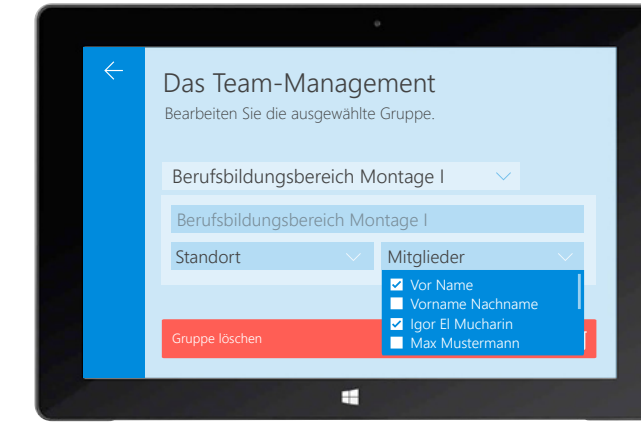 Das Team-Management
Bearbeiten Sie die ausgewählte Gruppe.
Berufsbildungsbereich Montage I
Berufsbildungsbereich Montage I
Standort
Mitglieder
Vor Name
Vorname Nachname
Igor El Mucharin
Max Mustermann
Gruppe löschen